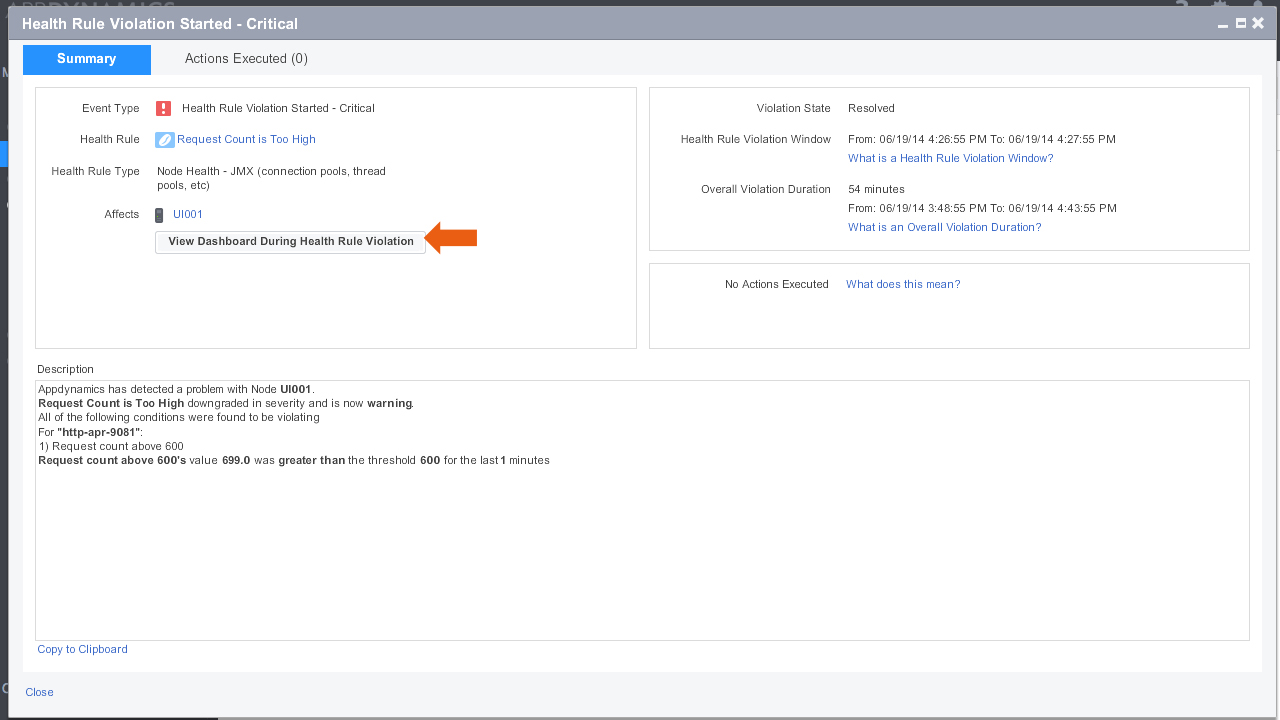 Health Rule Violation Started - Critical
Summary
Actions Executed (0)
Event Type
Health Rule Violation Started - Critical
Health Rule
Request Count is Too High
Health Rule Type
Node Health - JMX (connection pools, thread
pools, etc)
Affects
UI001
View Dashboard During Health Rule Violation
Violation State
Resolved
Health Rule Violation Window
From: 06/19/14 4:26:55 PM To: 06/19/14 4:27:55 PM
What is a Health Rule Violation Window?
Overall Violation Duration
54 minutes
From: 06/19/14 3:48:55 PM To: 06/19/14 4:43:55 PM
What is an Overall Violation Duration?
No Actions Executed
What does this mean?
Description
Appdynamics has detected a problem with Node UI001.
Request Count is Too High downgraded in severity and is now warning.
All of the following conditions were found to be violating
For "http-apr-9081":
1) Request count above 600
Request count above 600's value 699.0 was greater than the threshold 600 for the last 1 minutes
Copy to Clipboard
Close